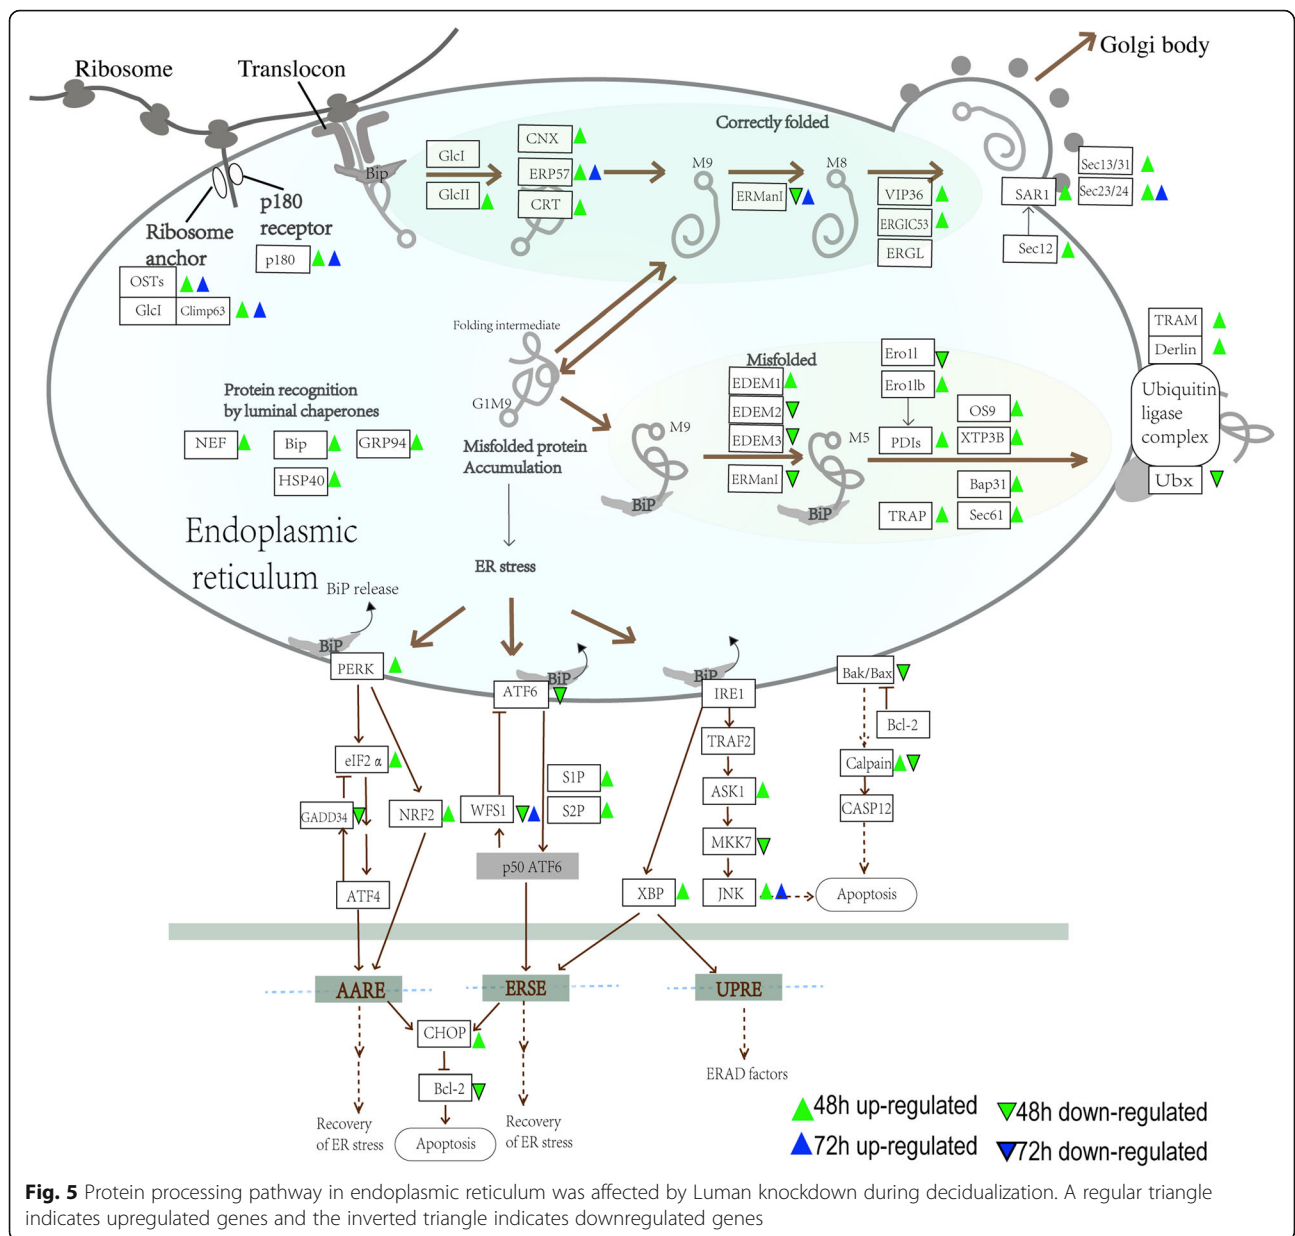 Golgi body
Ribosome
Translocon
Correctly folded
CNX
GlcI
Bip
ERP57
GlcII
CRT
M9
M8
ERManI
VIP36
ERGIC53
ERGL
SAR1
Sec12
Sec13/31
Sec23/24
p180
receptor
p180
Ribosome
anchor
OSTs
GlcI
Climp63
Folding intermediate
G1M9
Misfolded protein
Accumulation
ER stress
Protein recognition
by luminal chaperones
NEF
Bip
GRP94
HSP40
Endoplasmic
reticulum
Misfolded
EDEM1
EDEM2
EDEM3
ERManI
M9
BiP
M5
BiP
Ero1l
Ero1lb
PDIs
OS9
XTP3B
Bap31
TRAP
Sec61
TRAM
Derlin
Ubiquitin
ligase
complex
Ubx
BiP release
BiP
PERK
BiP
ATF6
BiP
IRE1
Bak/Bax
Bcl-2
eIF2 α
GADD34
NRF2
ATF4
WFS1
S1P
S2P
p50 ATF6
TRAF2
ASK1
MKK7
XBP
JNK
Calpain
CASP12
Apoptosis
AARE
ERSE
UPRE
CHOP
Bcl-2
Apoptosis
Recovery
of ER stress
Recovery
of ER stress
ERAD factors
48h up-regulated
48h down-regulated
72h up-regulated
72h down-regulated
Fig. 5 Protein processing pathway in endoplasmic reticulum was affected by Luman knockdown during decidualization. A regular triangle
indicates upregulated genes and the inverted triangle indicates downregulated genes